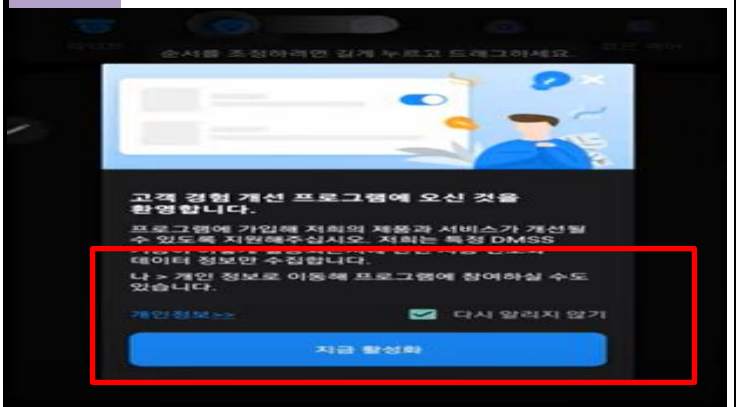 순서를 조정하려면 길게 누르고 드래그하세요.
고객 경험 개선 프로그램에 오신 것을
환영합니다.
프로그램에 가입해 저희의 제품과 서비스가 개선될
수 있도록 지원해주십시오. 저희는 특정 DMSS
데이터 정보만 수집합니다.
나 > 개인 정보로 이동해 프로그램에 참여하실 수도
있습니다.
개인정보>>
다시 알리지 않기
지금 활성화